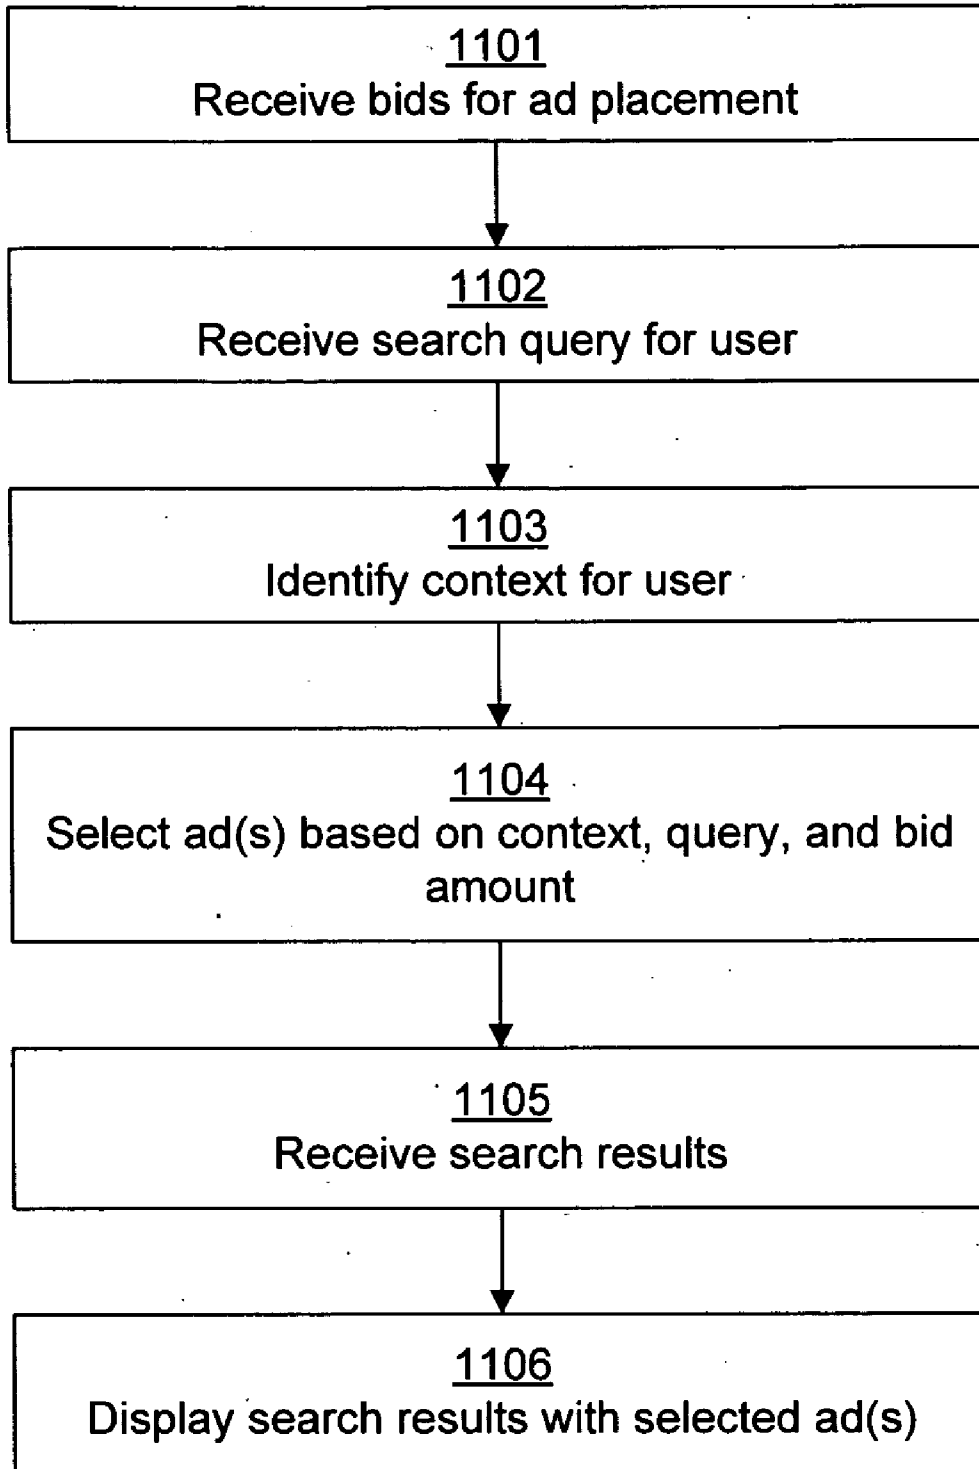 1101
Receive bids for ad placement
1102
Receive search query for user
1103
Identify context for user
1104
Select ad(s) based on context, query, and bid
amount
1105
Receive search results
1106
Display search results with selected ad(s)